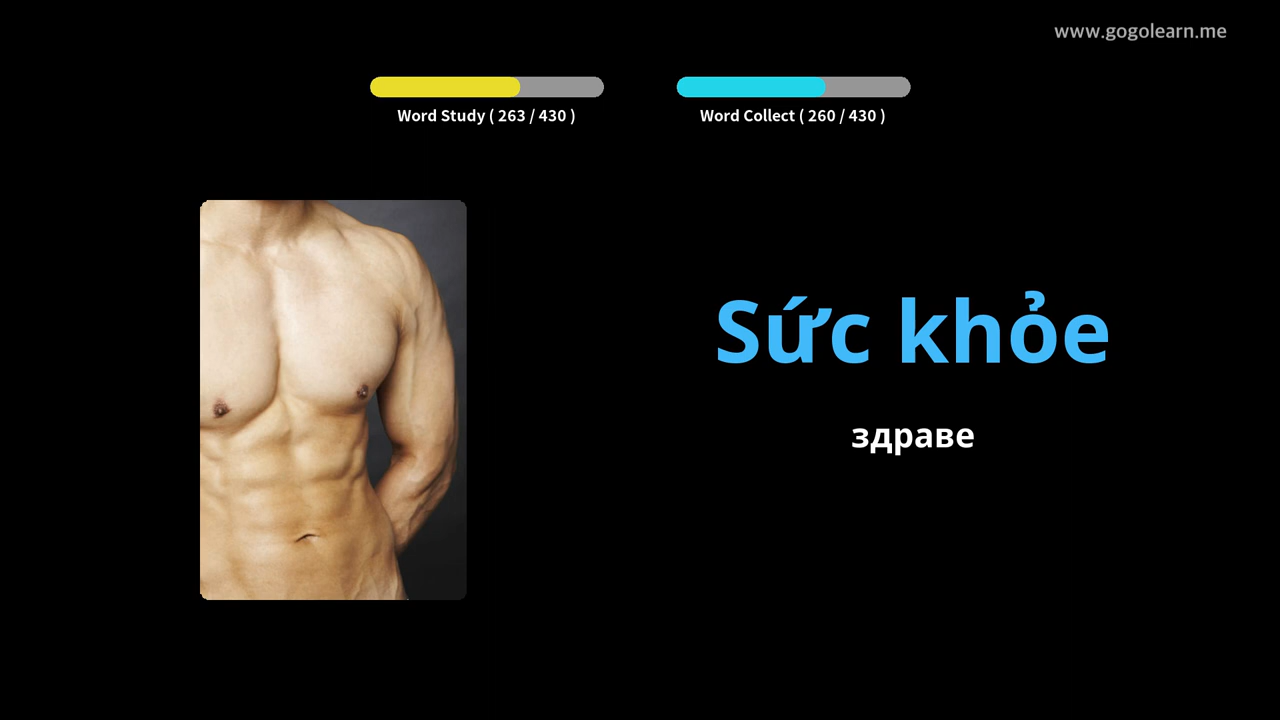 www.gogolearn.me
Word Study ( 263 / 430 )
Word Collect ( 260 / 430 )
Sức khỏe
здраве